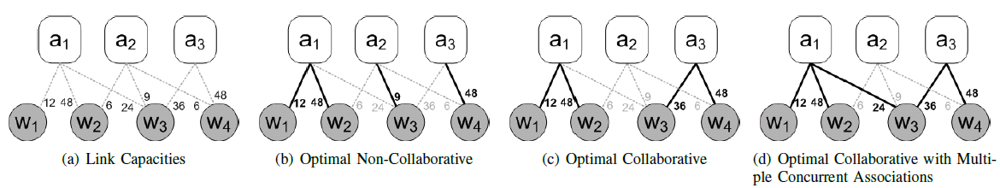 a1 a2 a3 a1 a2 a3 a1 a2 a3 a1 a2 a3
12 48 6 24 9 36 6 48 12 48 6 24 9 36 6 48 12 48 6 24 9 36 6 48 12 48 6 24 9 36 6 48
w1 w2 w3 w4 w1 w2 w3 w4 w1 w2 w3 w4 w1 w2 w3 w4
(a) Link Capacities (b) Optimal Non-Collaborative (c) Optimal Collaborative (d) Optimal Collaborative with Multi-
ple Concurrent Associations